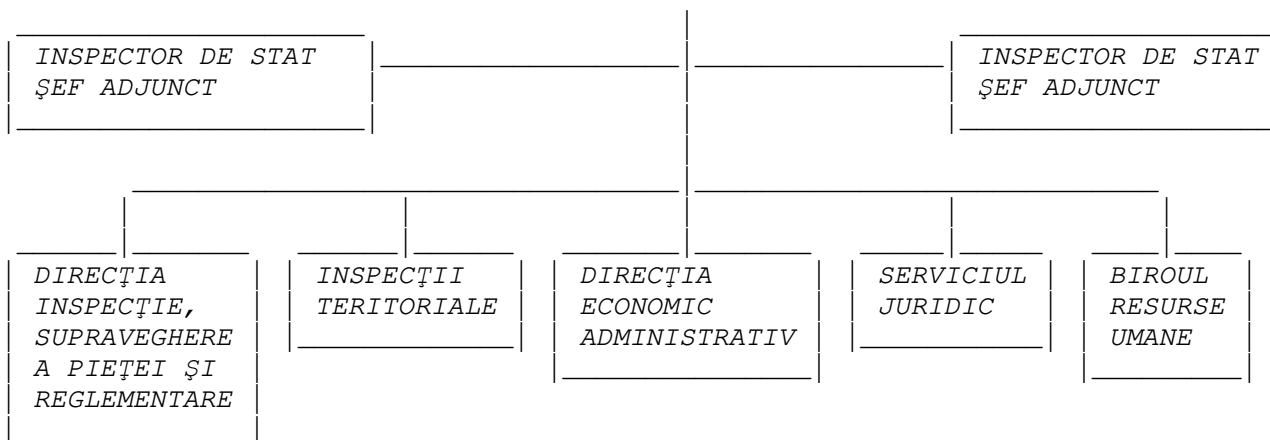 INSPECTOR DE STAT
ŞEF ADJUNCT
INSPECTOR DE STAT
ŞEF ADJUNCT
DIRECŢIA
INSPECŢIE,
SUPRAVEGHERE
A PIEŢEI ŞI
REGLEMENTARE
INSPECŢII
TERITORIALE
DIRECŢIA
ECONOMIC
ADMINISTRATIV
SERVICIUL
JURIDIC
BIROUL
RESURSE
UMANE